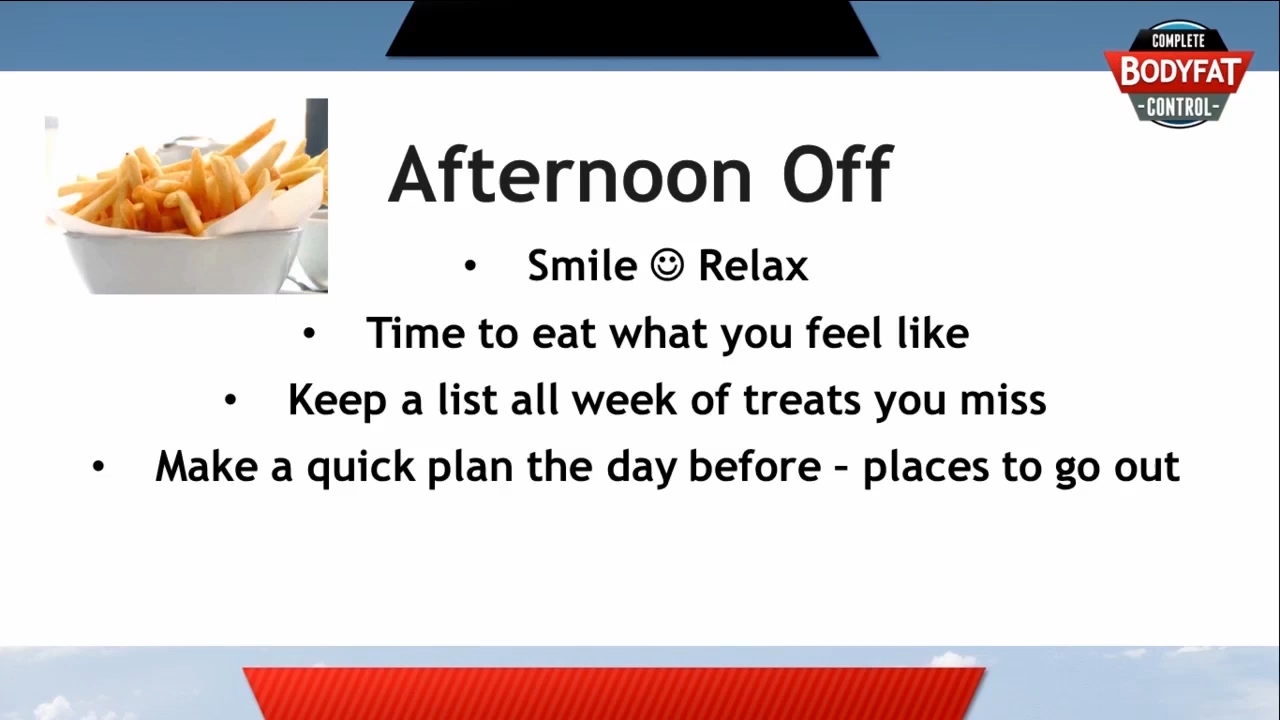 COMPLETE
BODYFAT
-CONTROL-
Afternoon Off
• Smile ☺ Relax
• Time to eat what you feel like
• Keep a list all week of treats you miss
• Make a quick plan the day before – places to go out